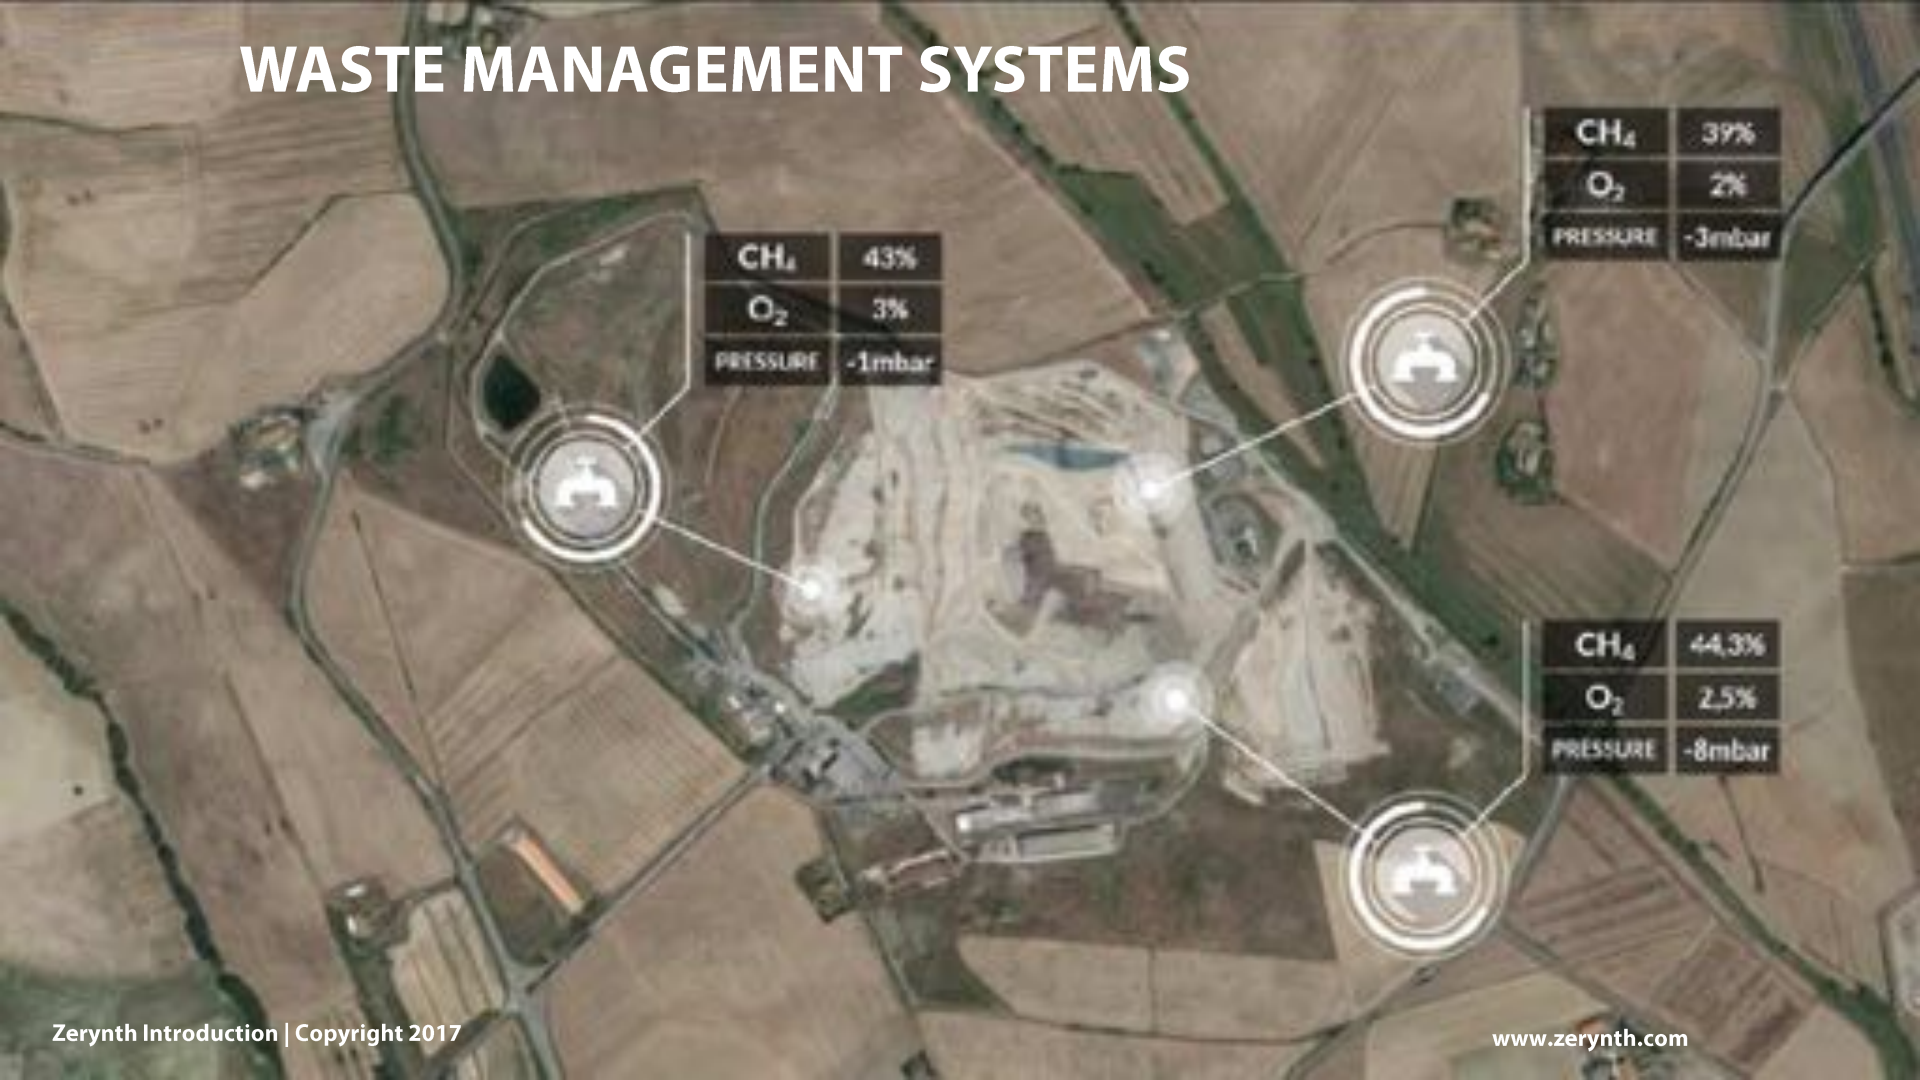 WASTE MANAGEMENT SYSTEMS
CH₄ 39%
O₂ 2%
PRESSURE -3mbar
CH₄ 43%
O₂ 3%
PRESSURE -1mbar
CH₄ 44,3%
O₂ 2,5%
PRESSURE -8mbar
Zerynth Introduction | Copyright 2017
www.zerynth.com